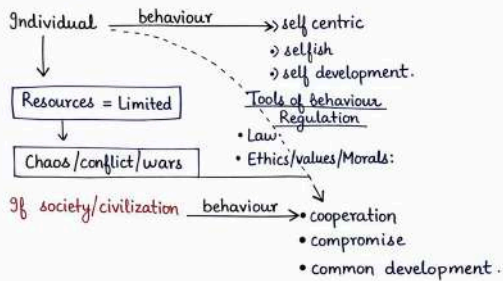 Individual behaviour •) self centric
•) selfish
•) self development.
Resources = Limited
Tools of behaviour
Regulation
• Law.
Chaos/conflict/wars
• Ethics/values/Morals:
If society/civilization behaviour • cooperation
• compromise
• common development.